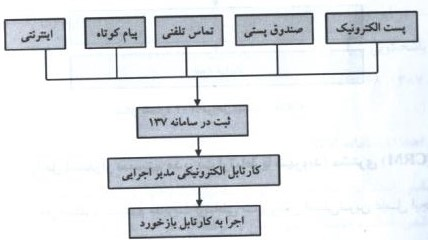 پست الکترونیک
صندوق پستی
تماس تلفنی
پیام کوتاه
اینترنتی
ثبت در سامانه ۱۳۷
کارتابل الکترونیکی مدیر اجرایی
اجرا به کارتابل بازخورد